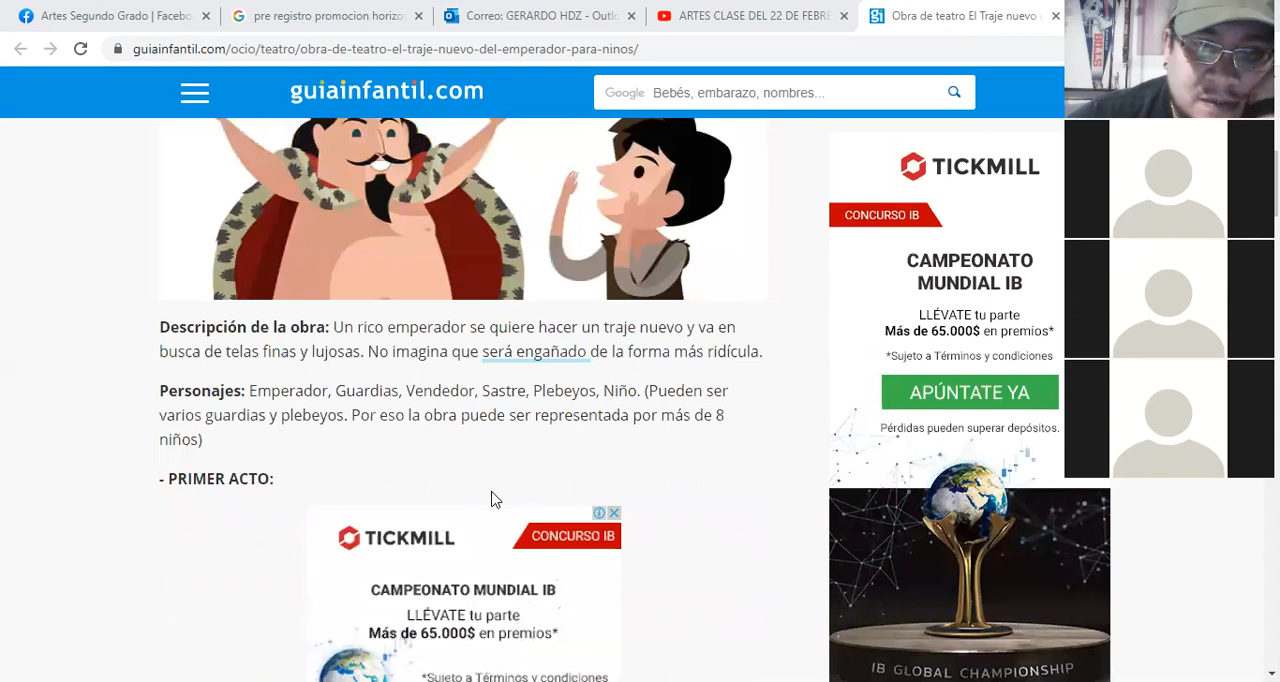 Artes Segundo Grado | Facebo
pre registro promocion horizo
Correo: GERARDO HDZ - Outlo
ARTES CLASE DEL 22 DE FEBRE
Obra de teatro El Traje nuevo d
guiainfantil.com/ocio/teatro/obra-de-teatro-el-traje-nuevo-del-emperador-para-ninos/
guiainfantil.com
Google Bebés, embarazo, nombres...
BILLS
Descripción de la obra: Un rico emperador se quiere hacer un traje nuevo y va en
busca de telas finas y lujosas. No imagina que será engañado de la forma más ridícula.
Personajes: Emperador, Guardias, Vendedor, Sastre, Plebeyos, Niño. (Pueden ser
varios guardias y plebeyos. Por eso la obra puede ser representada por más de 8
niños)
- PRIMER ACTO:
TICKMILL
CONCURSO IB
CAMPEONATO MUNDIAL IB
LLÉVATE tu parte
Más de 65.000$ en premios*
*Sujeto a Términos y condiciones
TICKMILL
CONCURSO IB
CAMPEONATO
MUNDIAL IB
LLÉVATE tu parte
Más de 65.000$ en premios*
*Sujeto a Términos y condiciones
APÚNTATE YA
Pérdidas pueden superar depósitos.
IB GLOBAL CHAMPIONSHIP